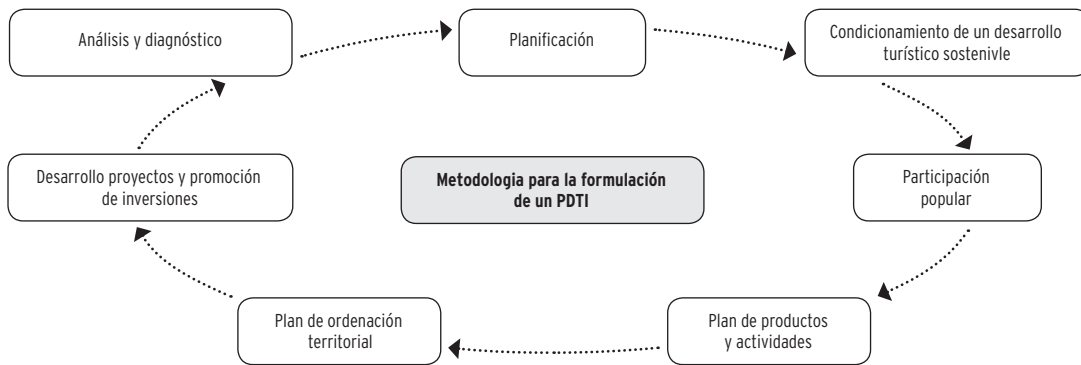 Análisis y diagnóstico
Planificación
Condicionamiento de un desarrollo
turístico sostenivle
Desarrollo proyectos y promoción
de inversiones
Metodologia para la formulación
de un PDTI
Participación
popular
Plan de ordenación
territorial
Plan de productos
y actividades